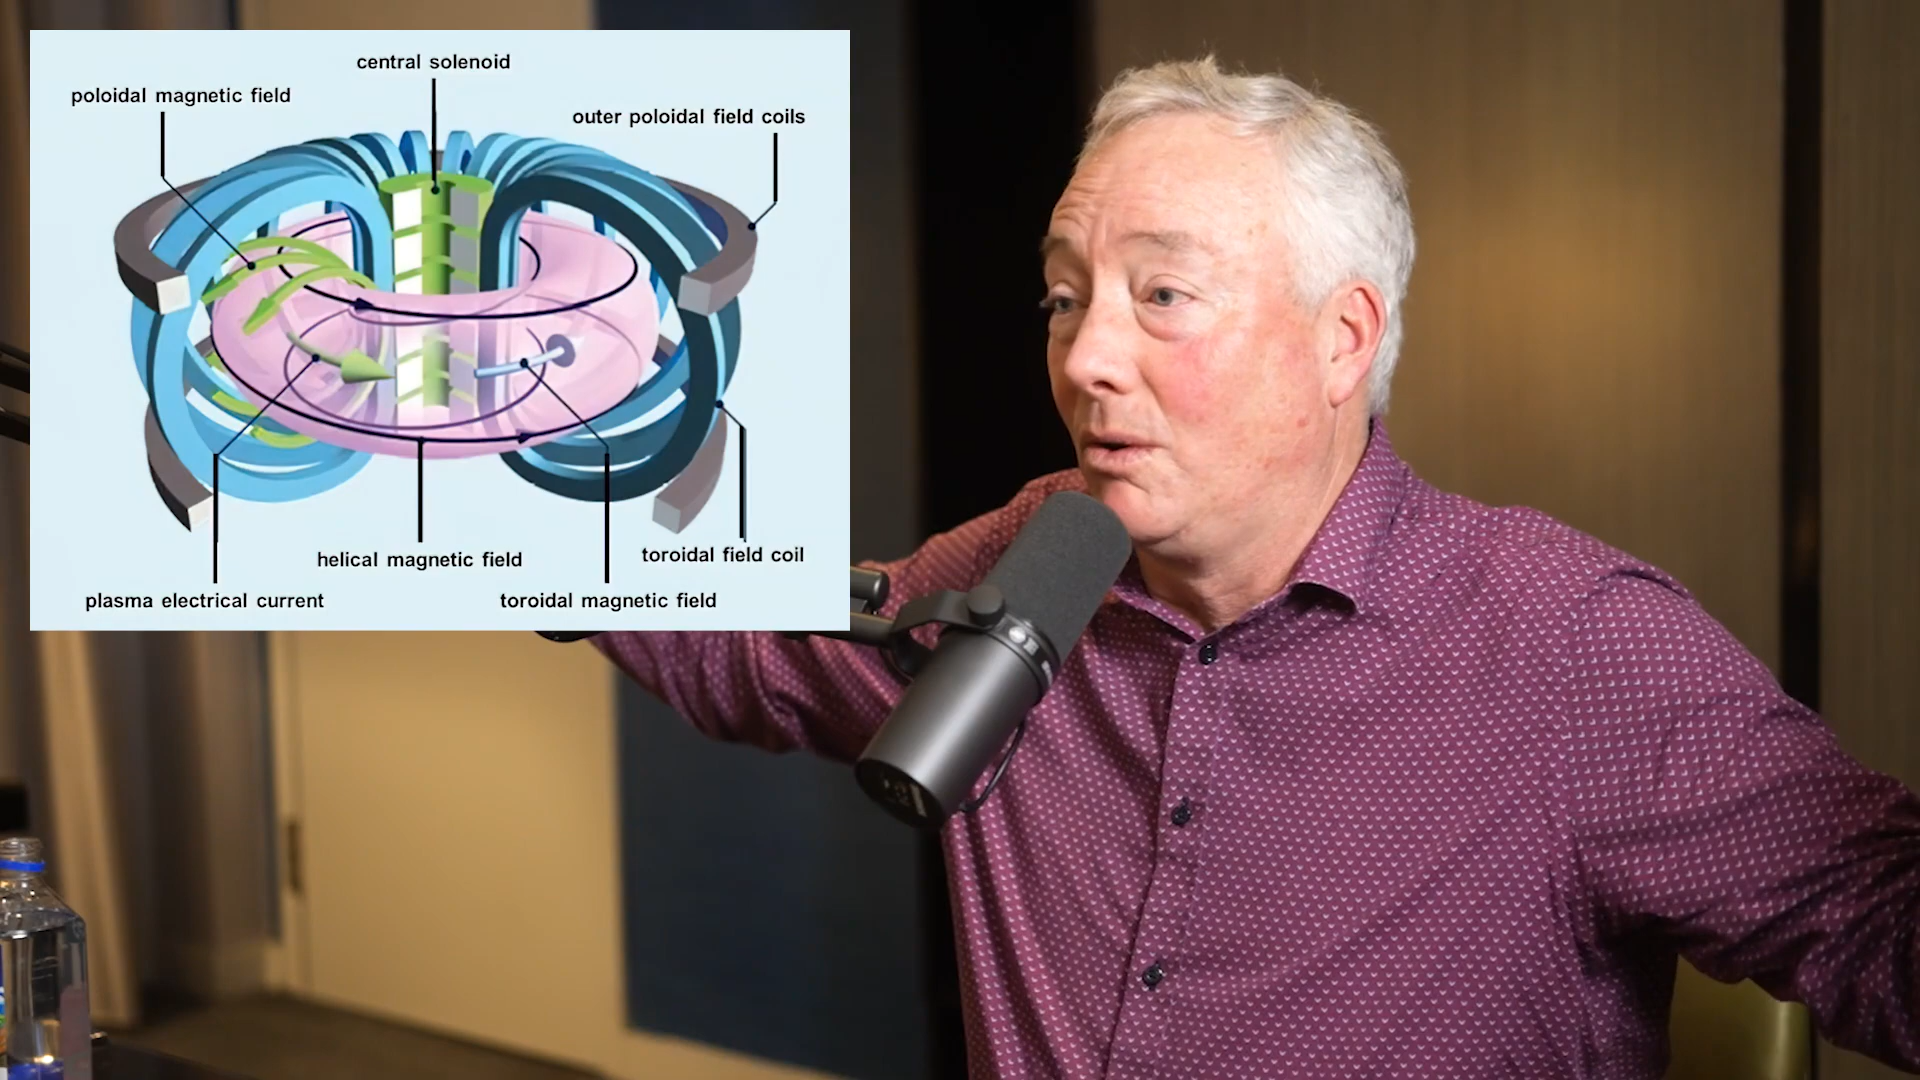 central solenoid
poloidal magnetic field
outer poloidal field coils
helical magnetic field
toroidal field coil
plasma electrical current
toroidal magnetic field